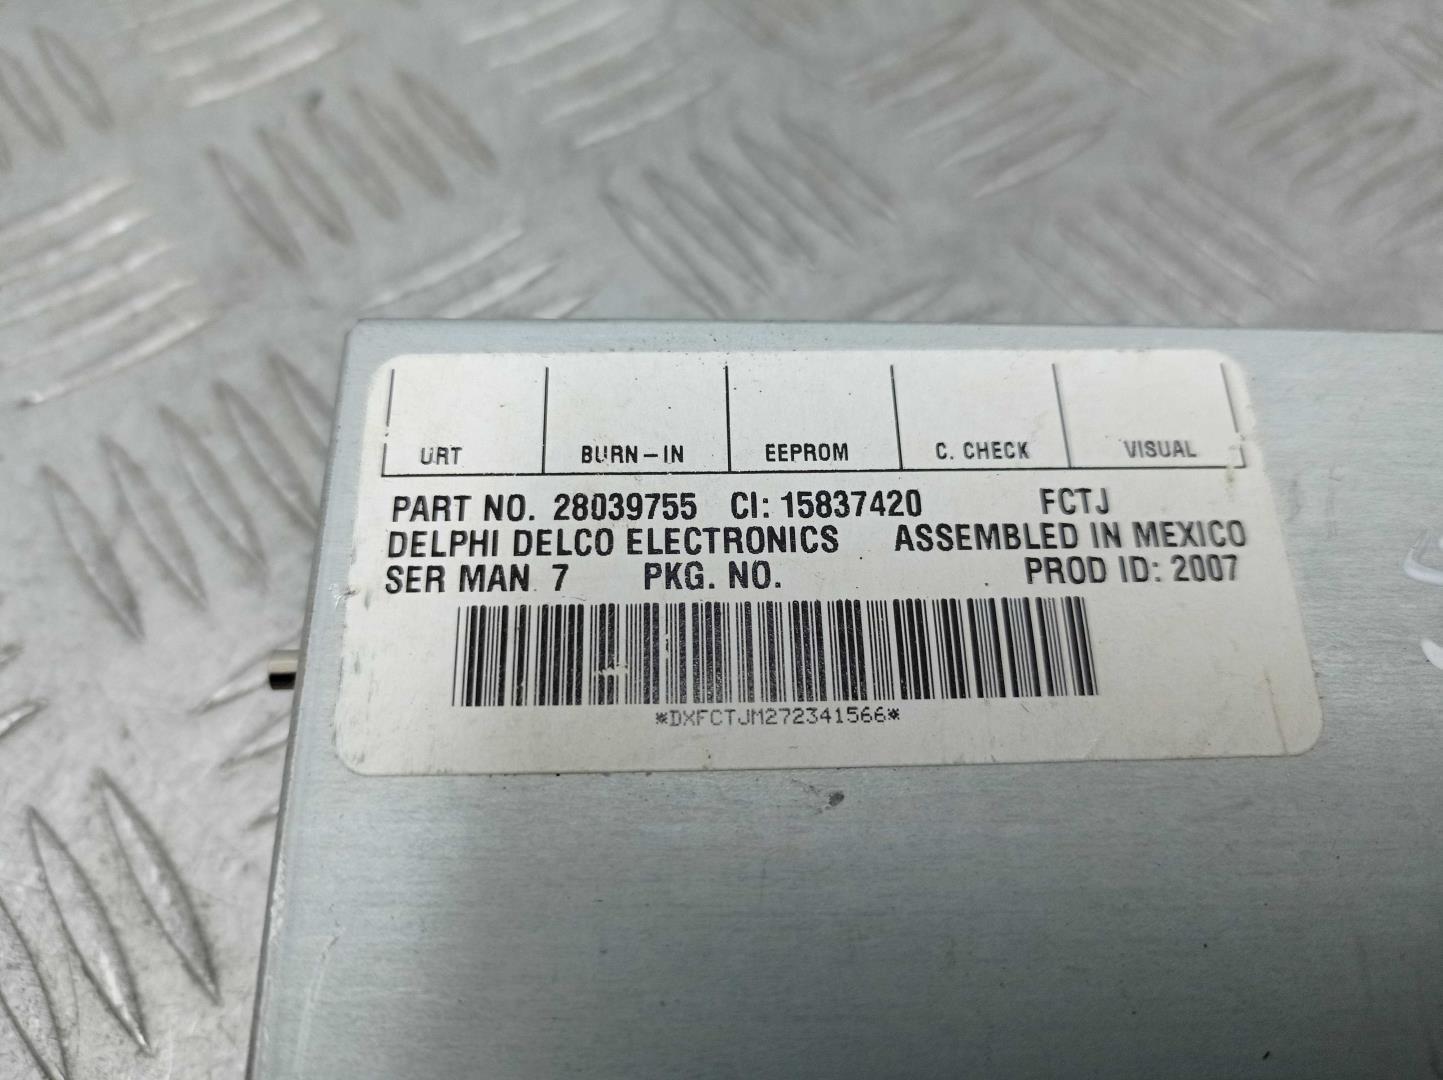 URT BURN-IN EEPROM C. CHECK VISUAL
PART NO. 28039755 CI: 15837420 FCTJ
DELPHI DELCO ELECTRONICS ASSEMBLED IN MEXICO
SER MAN 7 PKG. NO. PROD ID: 2007
*DXFCTJM272341566*